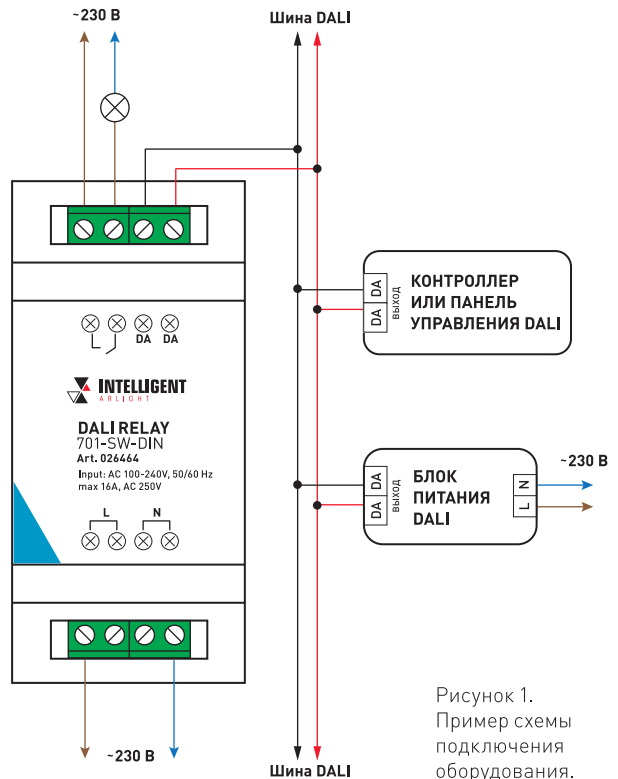 ~230 В
Шина DALI
DA DA
INTELLIGENT
ARLIGHT
DALI RELAY
701-SW-DIN
Art. 026464
Input: AC 100-240V, 50/60 Hz
max 16A, AC 250V
L N
~230 В
DA
DA
ВЫХОД
КОНТРОЛЛЕР
ИЛИ ПАНЕЛЬ
УПРАВЛЕНИЯ DALI
DA
DA
ВЫХОД
БЛОК
ПИТАНИЯ
DALI
N
L
~230 В
Шина DALI
Рисунок 1.
Пример схемы
подключения
оборудования.